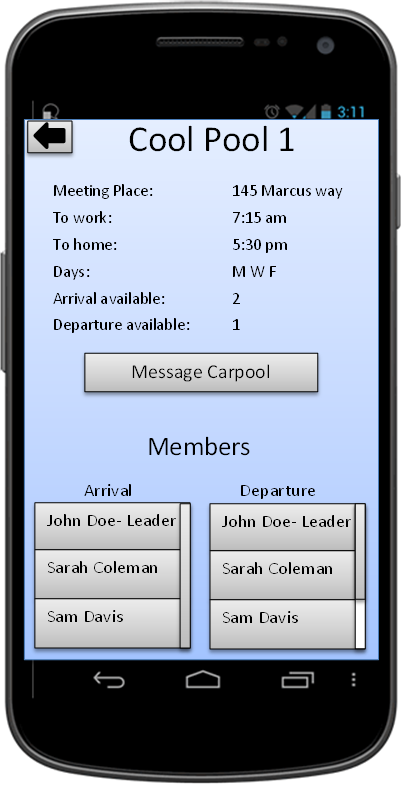 3:11
Cool Pool 1
Meeting Place: 145 Marcus way
To work: 7:15 am
To home: 5:30 pm
Days: M W F
Arrival available: 2
Departure available: 1
Message Carpool
Members
Arrival Departure
John Doe- Leader John Doe- Leader
Sarah Coleman Sarah Coleman
Sam Davis Sam Davis